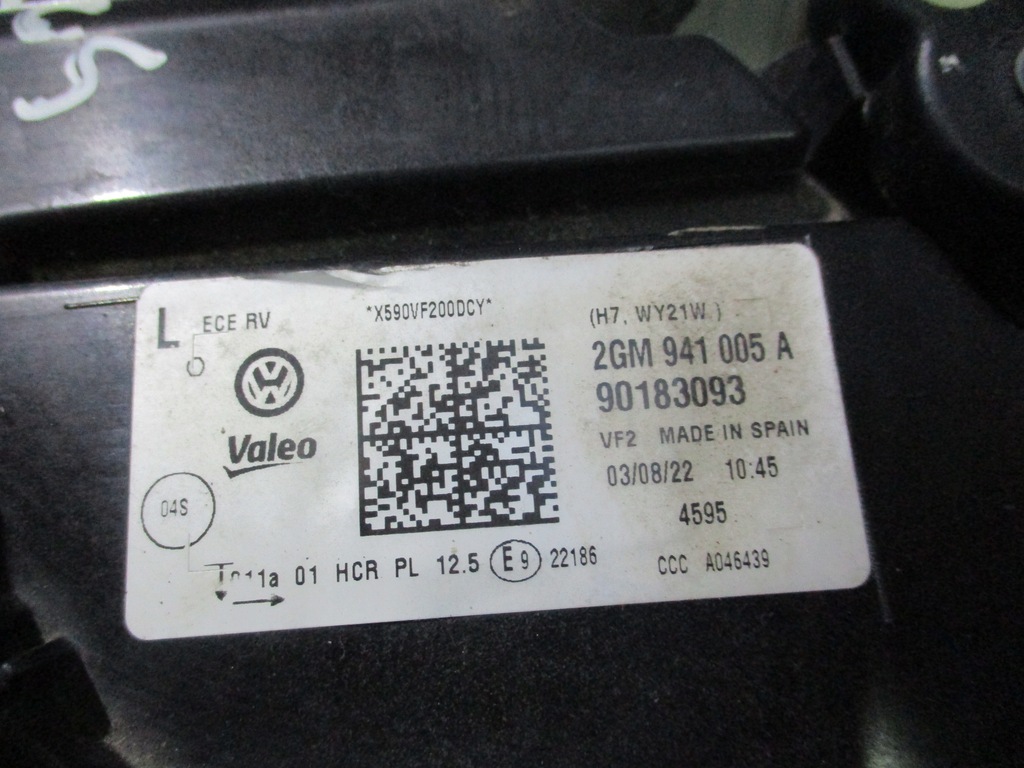 L ECE RV
*X590VF200DCY*
(H7, WY21W )
2GM 941 005 A
90183093
Valeo
VF2 MADE IN SPAIN
03/08/22 10:45
04S
4595
01 HCR PL 12.5 E9 22186
CCC A046439